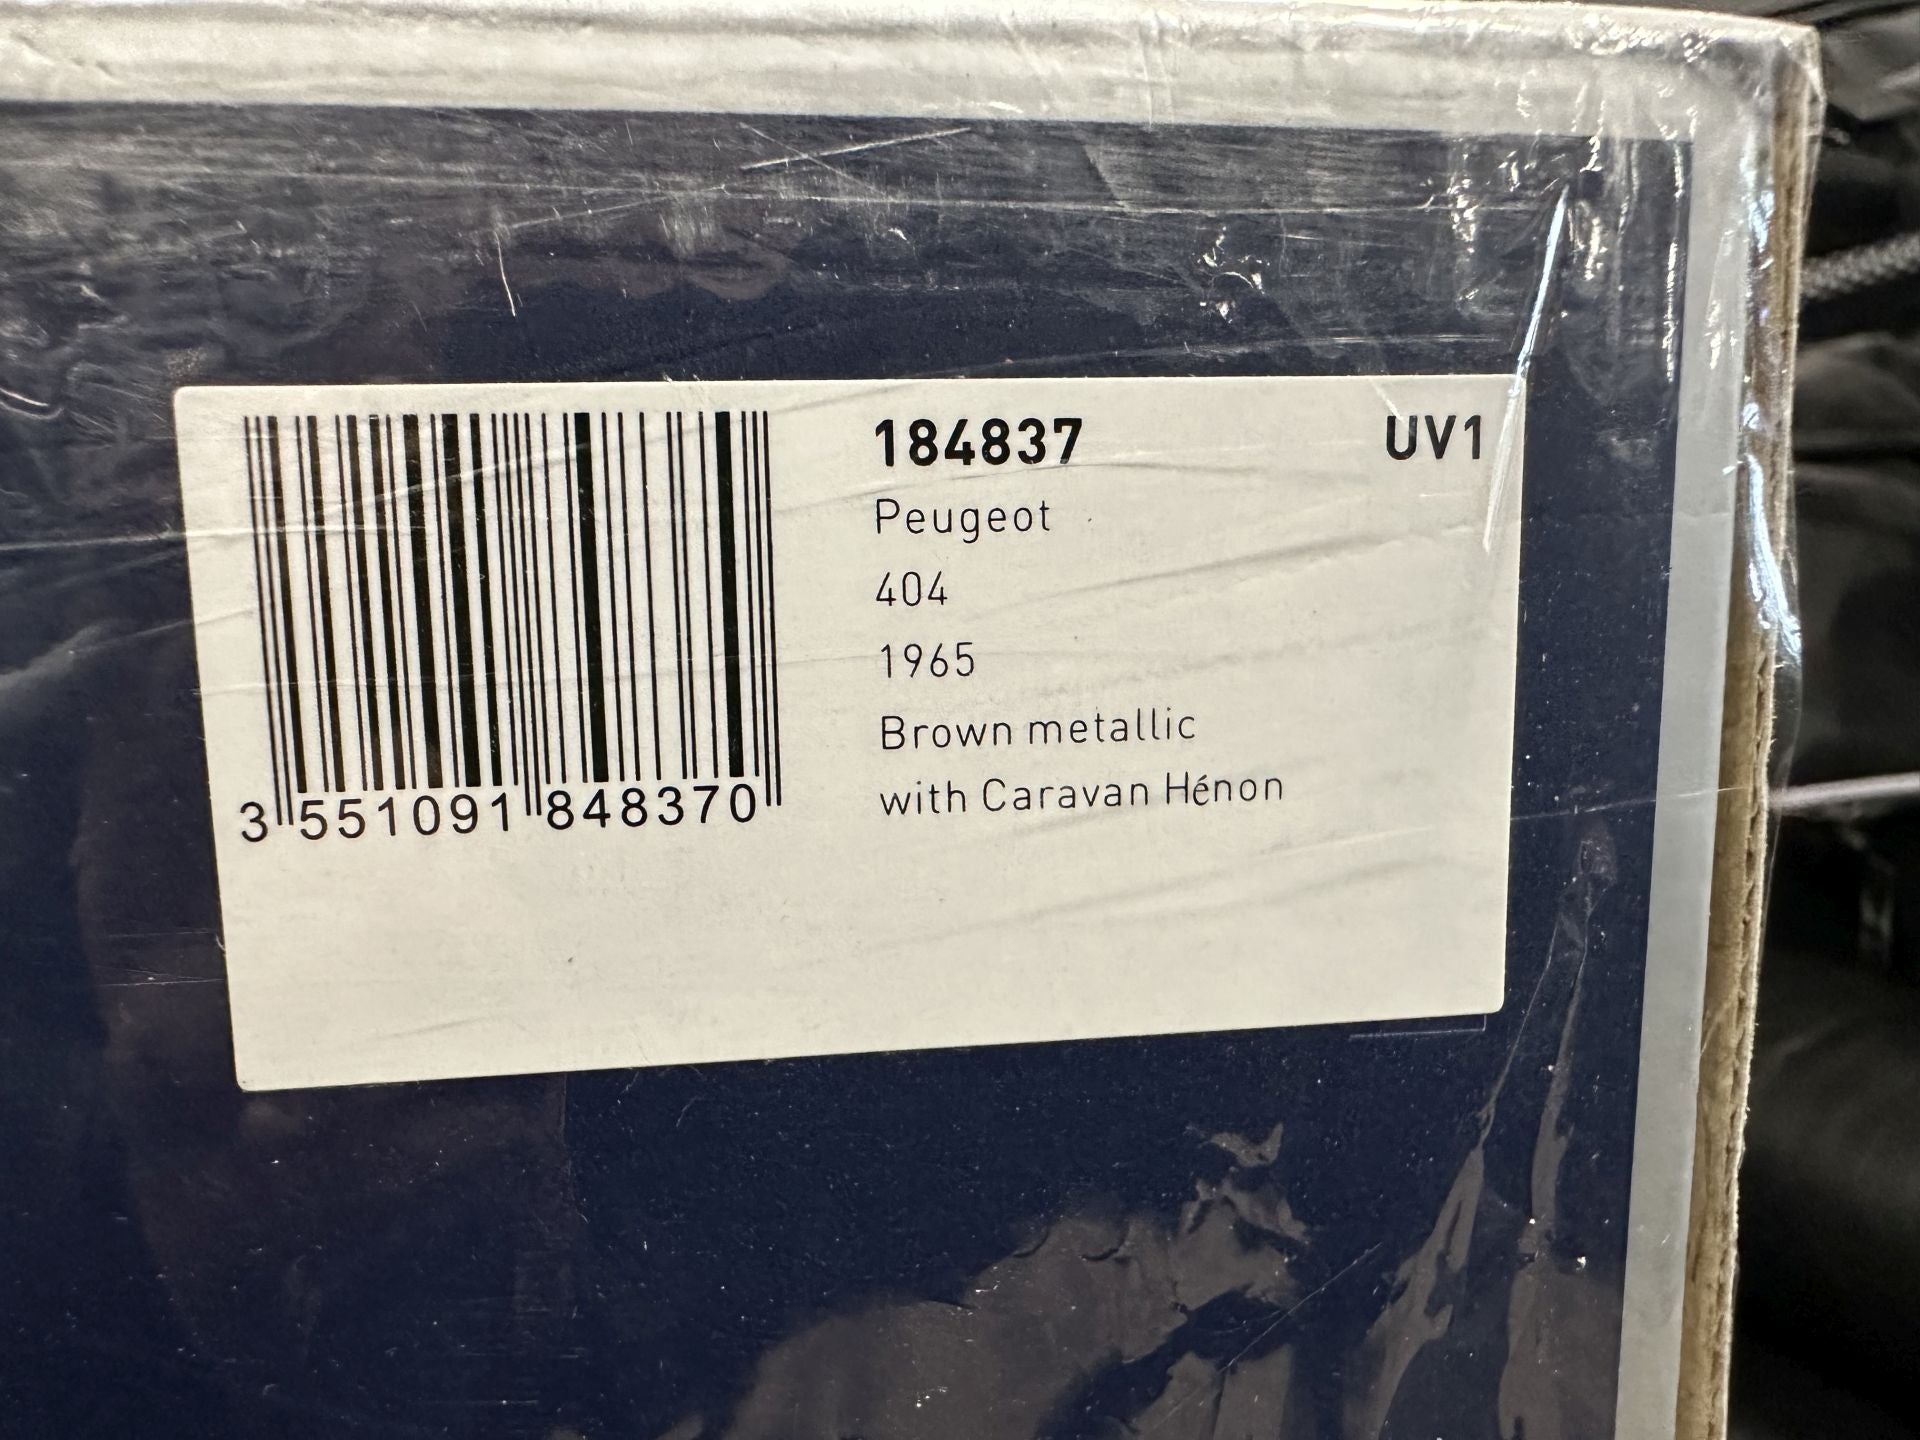 184837 UV1
Peugeot
404
1965
Brown metallic
with Caravan Hénon
3 551091 848370